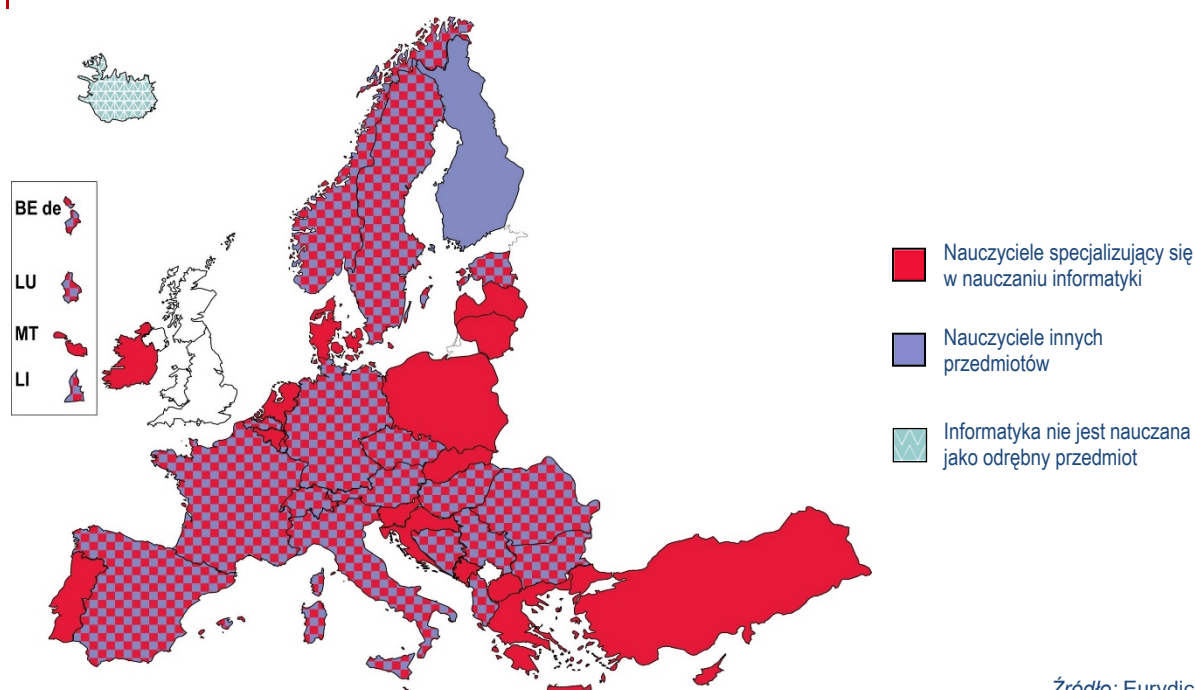 BE de
LU
MT
LI
Nauczyciele specjalizujący się
w nauczaniu informatyki
Nauczyciele innych
przedmiotów
Informatyka nie jest nauczana
jako odrębny przedmiot
Źródło: Eurydic